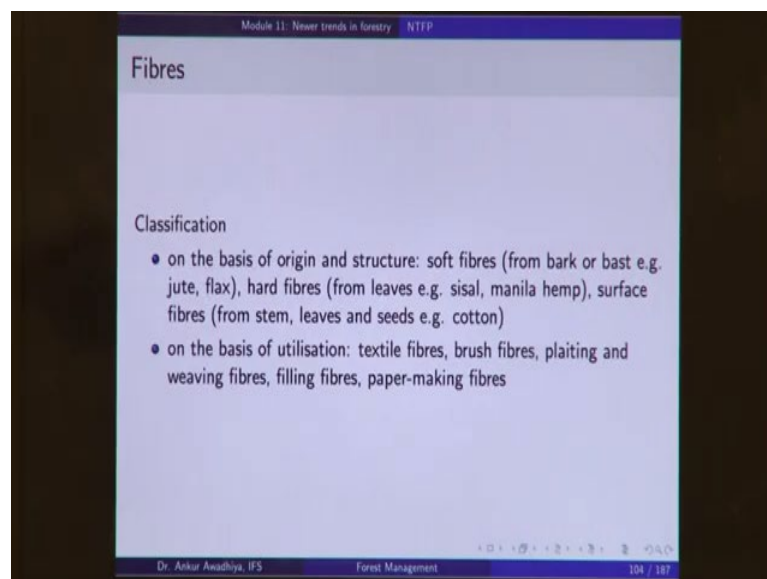 Module 11: Newer trends in forestry NTFP
Fibres
Classification
• on the basis of origin and structure: soft fibres (from bark or bast e.g.
jute, flax), hard fibres (from leaves e.g. sisal, manila hemp), surface
fibres (from stem, leaves and seeds e.g. cotton)
• on the basis of utilisation: textile fibres, brush fibres, plaiting and
weaving fibres, filling fibres, paper-making fibres
Dr. Ankur Awadhiya, IFS Forest Management 104 / 187